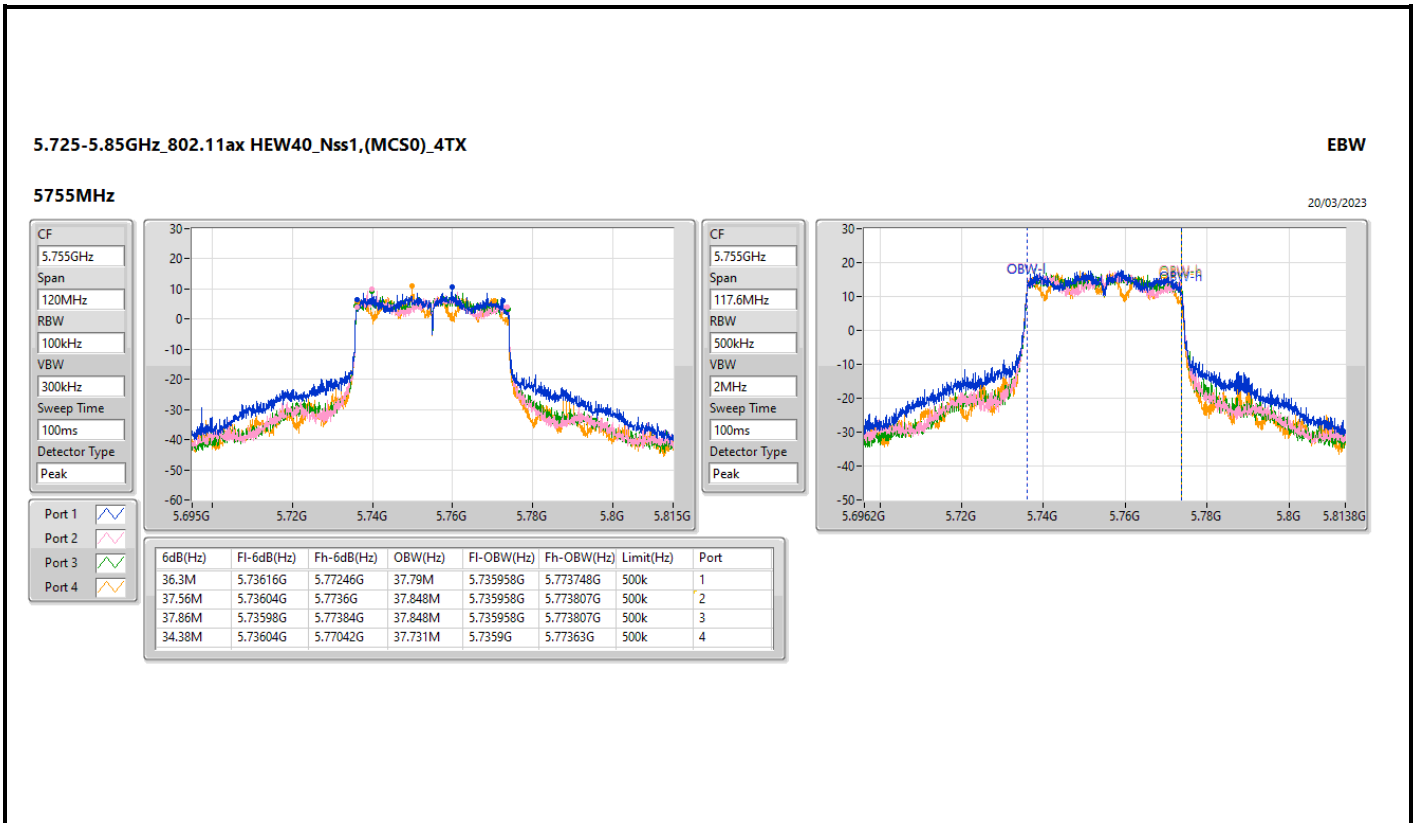 5.725-5.85GHz_802.11ax HEW40_Nss1,(MCS0)_4TX EBW
5755MHz 20/03/2023
CF
5.755GHz
Span
120MHz
RBW
100kHz
VBW
300kHz
Sweep Time
100ms
Detector Type
Peak
30
20
10
0
-10
-20
-30
-40
-50
-60
5.695G 5.72G 5.74G 5.76G 5.78G 5.8G 5.815G
CF
5.755GHz
Span
117.6MHz
RBW
500kHz
VBW
2MHz
Sweep Time
100ms
Detector Type
Peak
30
20
10
0
-10
-20
-30
-40
-50
OBW-l
OBW-h
5.6962G 5.72G 5.74G 5.76G 5.78G 5.8G 5.8138G
Port 1
Port 2
Port 3
Port 4
6dB(Hz) Fl-6dB(Hz) Fh-6dB(Hz) OBW(Hz) Fl-OBW(Hz) Fh-OBW(Hz) Limit(Hz) Port
36.3M 5.73616G 5.77246G 37.79M 5.735958G 5.773748G 500k 1
37.56M 5.73604G 5.7736G 37.848M 5.735958G 5.773807G 500k 2
37.86M 5.73598G 5.77384G 37.848M 5.735958G 5.773807G 500k 3
34.38M 5.73604G 5.77042G 37.731M 5.7359G 5.77363G 500k 4